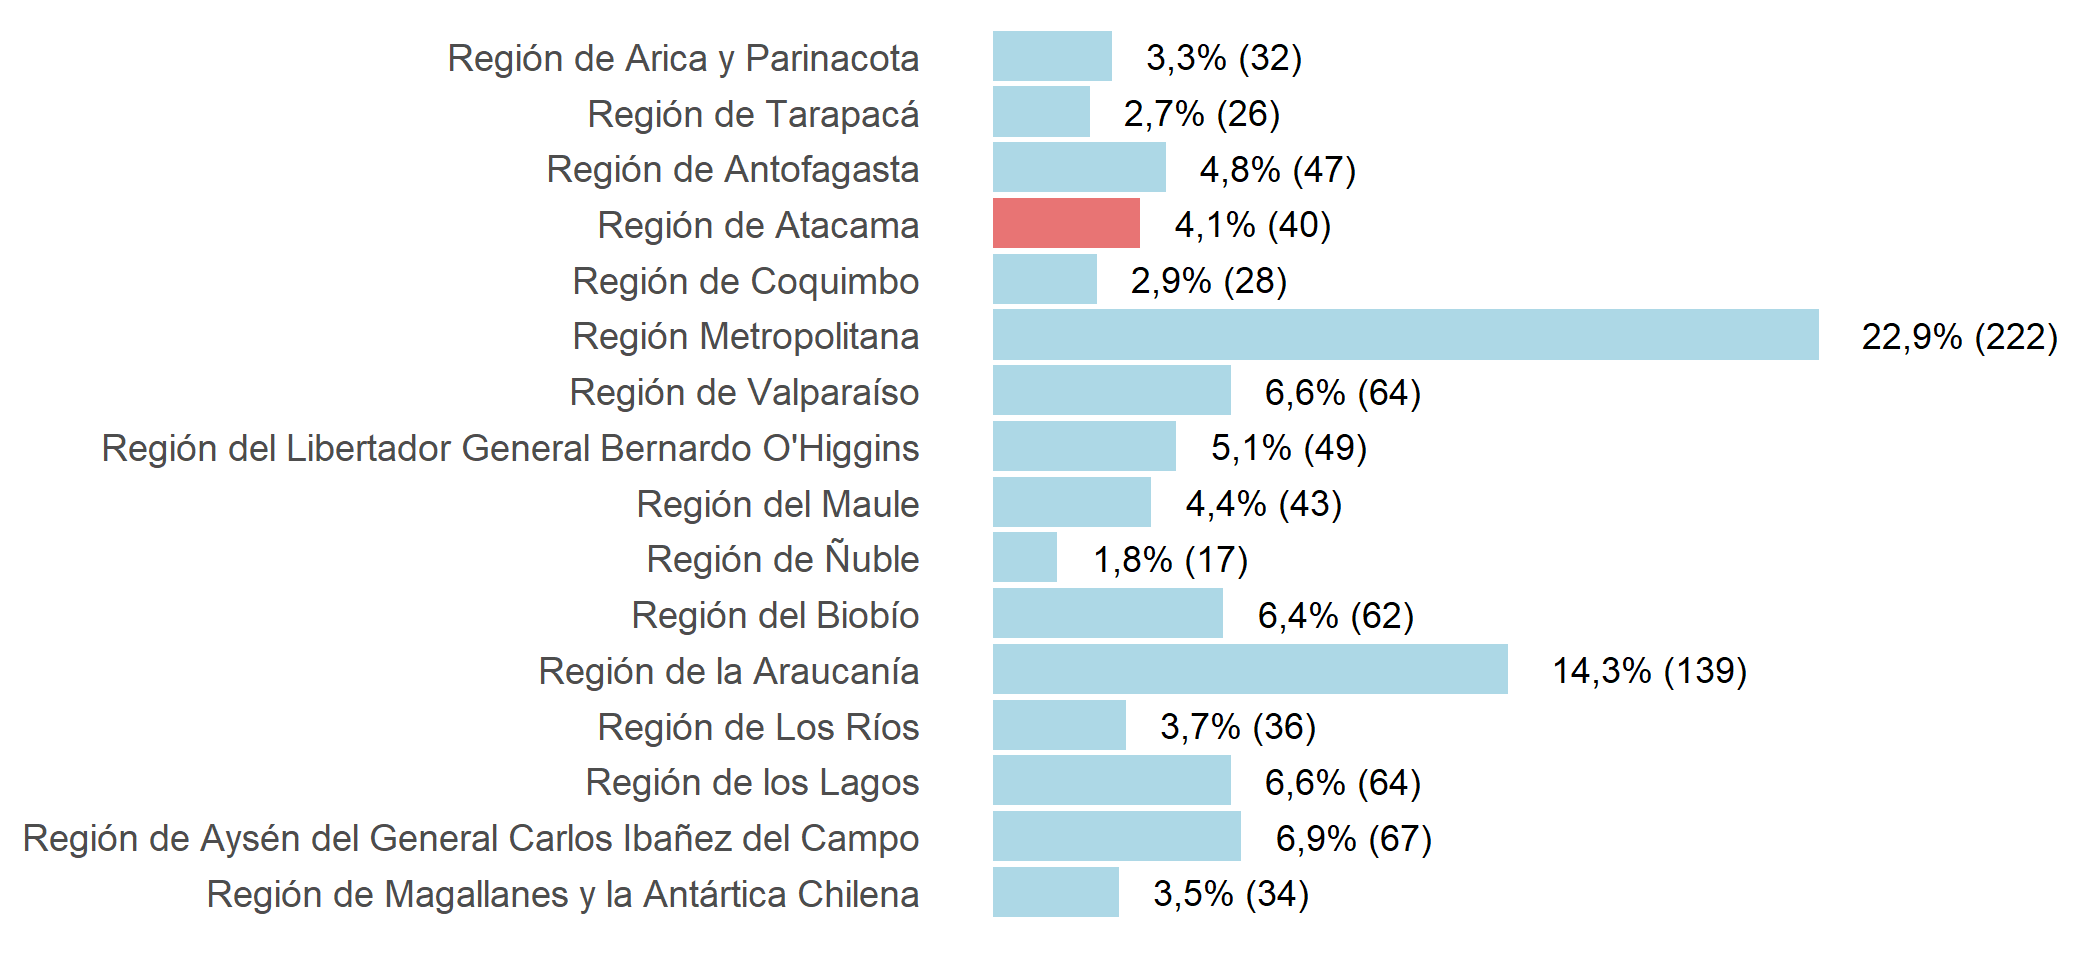 Región de Arica y Parinacota 3,3% (32)
Región de Tarapacá 2,7% (26)
Región de Antofagasta 4,8% (47)
Región de Atacama 4,1% (40)
Región de Coquimbo 2,9% (28)
Región Metropolitana 22,9% (222)
Región de Valparaíso 6,6% (64)
Región del Libertador General Bernardo O'Higgins 5,1% (49)
Región del Maule 4,4% (43)
Región de Ñuble 1,8% (17)
Región del Biobío 6,4% (62)
Región de la Araucanía 14,3% (139)
Región de Los Ríos 3,7% (36)
Región de los Lagos 6,6% (64)
Región de Aysén del General Carlos Ibañez del Campo 6,9% (67)
Región de Magallanes y la Antártica Chilena 3,5% (34)